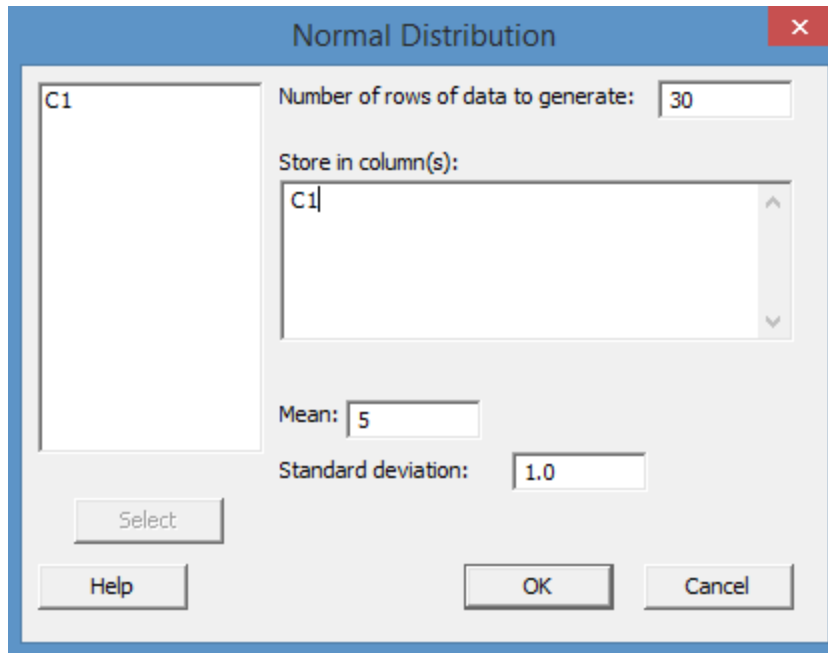 Normal Distribution
C1
Number of rows of data to generate: 30
Store in column(s):
C1
Mean: 5
Standard deviation: 1.0
Select
Help
OK
Cancel